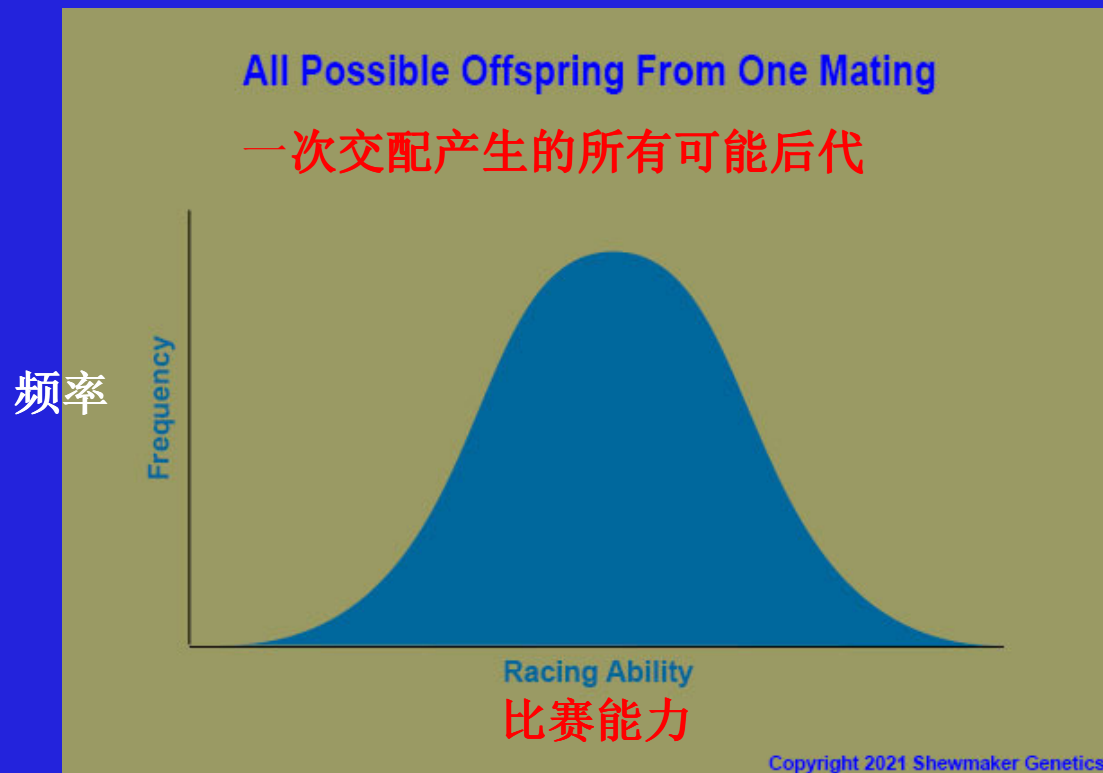 All Possible Offspring From One Mating
一次交配产生的所有可能后代
频率
Frequency
Racing Ability
比赛能力
Copyright 2021 Shewmaker Genetics